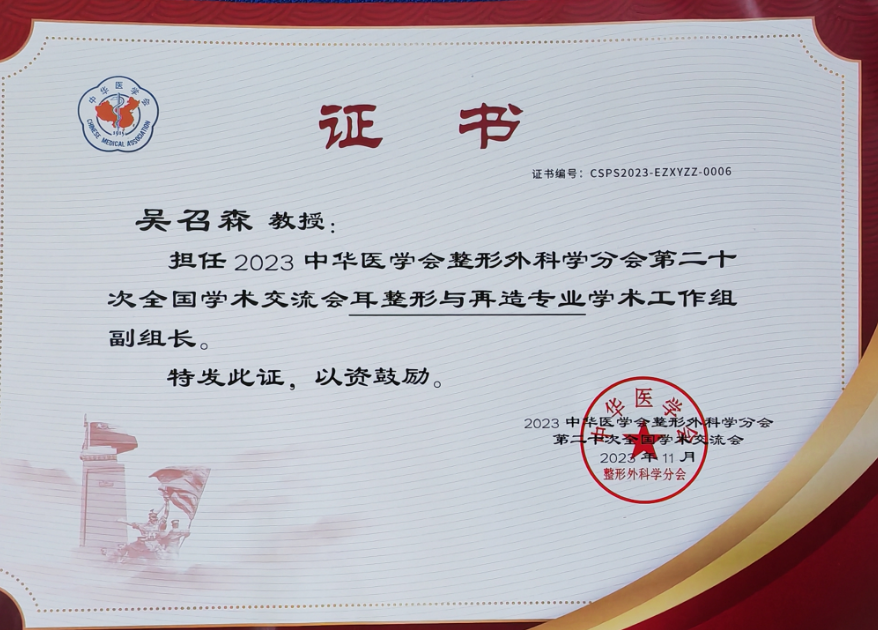 中华医学会
CHINESE MEDICAL ASSOCIATION
1915
证 书
证书编号：CSPS2023-EZXYZZ-0006
吴召森 教授：
担任2023中华医学会整形外科学分会第二十
次全国学术交流会耳整形与再造专业学术工作组
副组长。
特发此证，以资鼓励。
2023 中华医学会整形外科学分会
第二十次全国学术交流会
2023 年 11 月
中华医学会
整形外科学分会